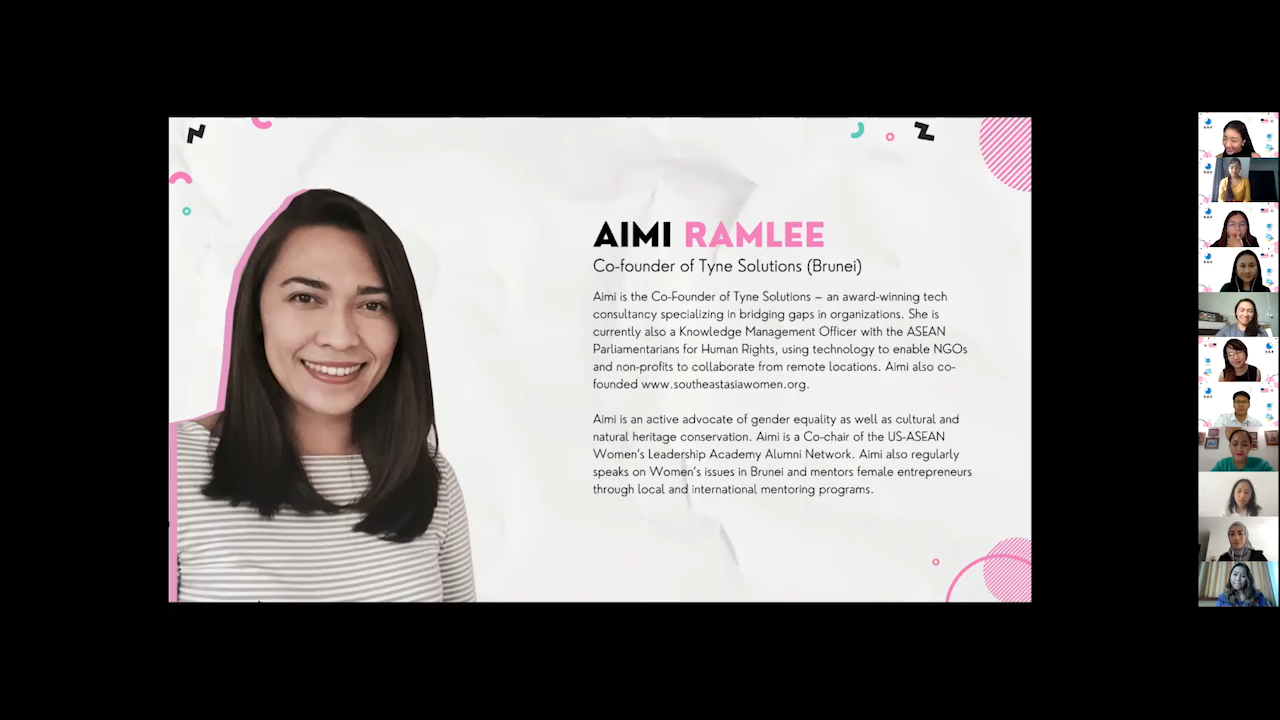 AIMI RAMLEE
Co-founder of Tyne Solutions (Brunei)
Aimi is the Co-Founder of Tyne Solutions – an award-winning tech
consultancy specializing in bridging gaps in organizations. She is
currently also a Knowledge Management Officer with the ASEAN
Parliamentarians for Human Rights, using technology to enable NGOs
and non-profits to collaborate from remote locations. Aimi also co-
founded www.southeastasiawomen.org.
Aimi is an active advocate of gender equality as well as cultural and
natural heritage conservation. Aimi is a Co-chair of the US-ASEAN
Women's Leadership Academy Alumni Network. Aimi also regularly
speaks on Women's issues in Brunei and mentors female entrepreneurs
through local and international mentoring programs.